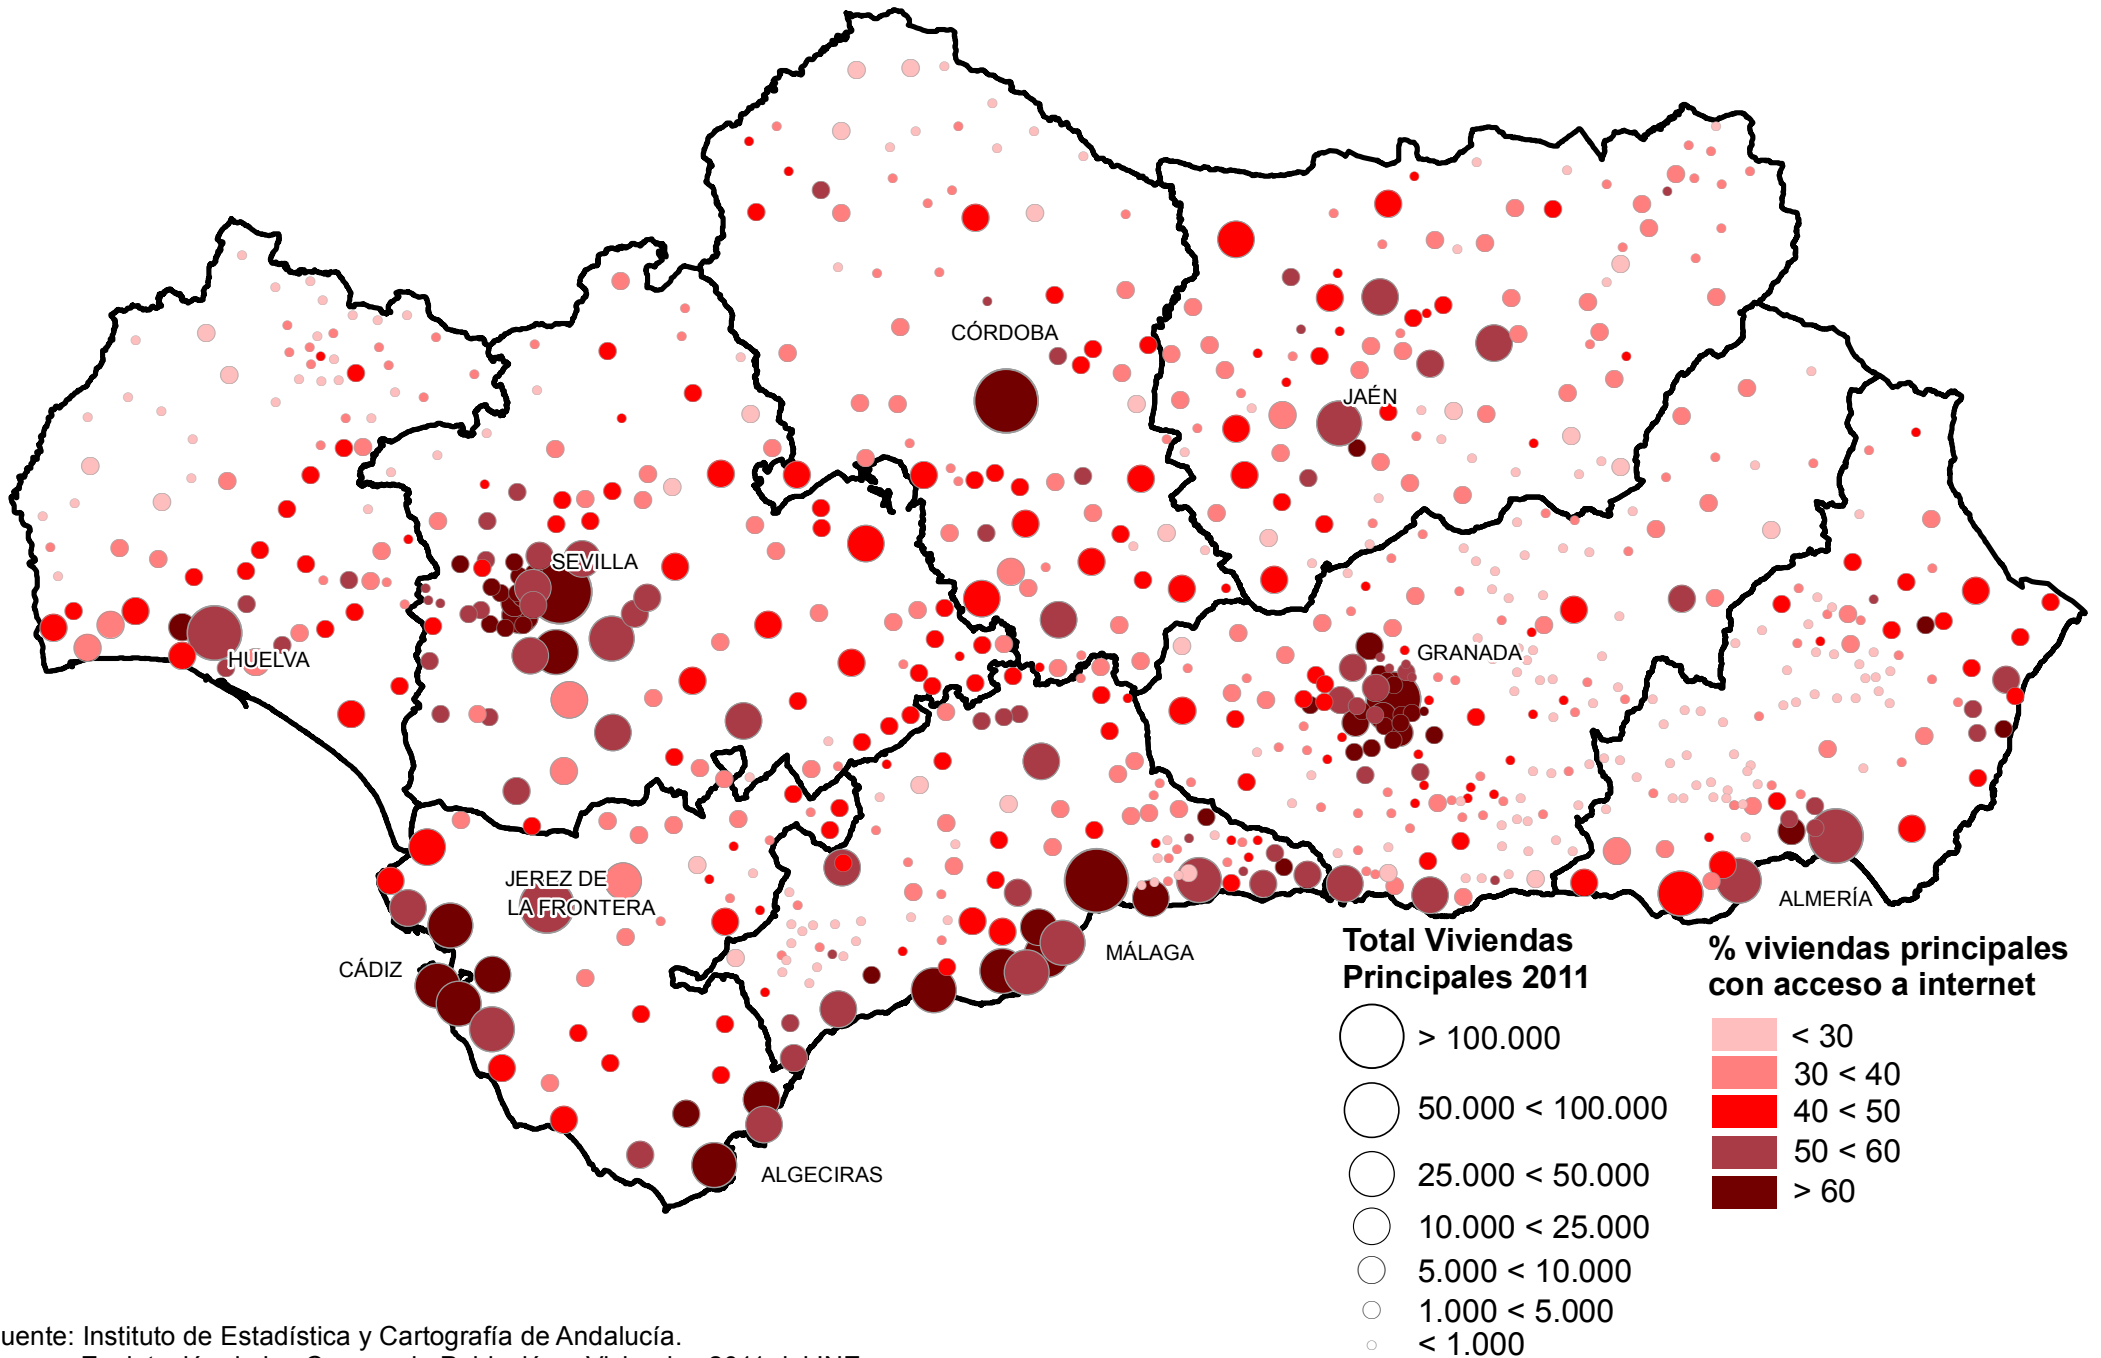 CÓRDOBA
JAÉN
SEVILLA
HUELVA
GRANADA
JEREZ DE
LA FRONTERA
ALMERÍA
MÁLAGA
CÁDIZ
ALGECIRAS
Total Viviendas
Principales 2011
> 100.000
50.000 < 100.000
25.000 < 50.000
10.000 < 25.000
5.000 < 10.000
1.000 < 5.000
< 1.000
% viviendas principales
con acceso a internet
< 30
30 < 40
40 < 50
50 < 60
> 60
uente: Instituto de Estadística y Cartografía de Andalucía.